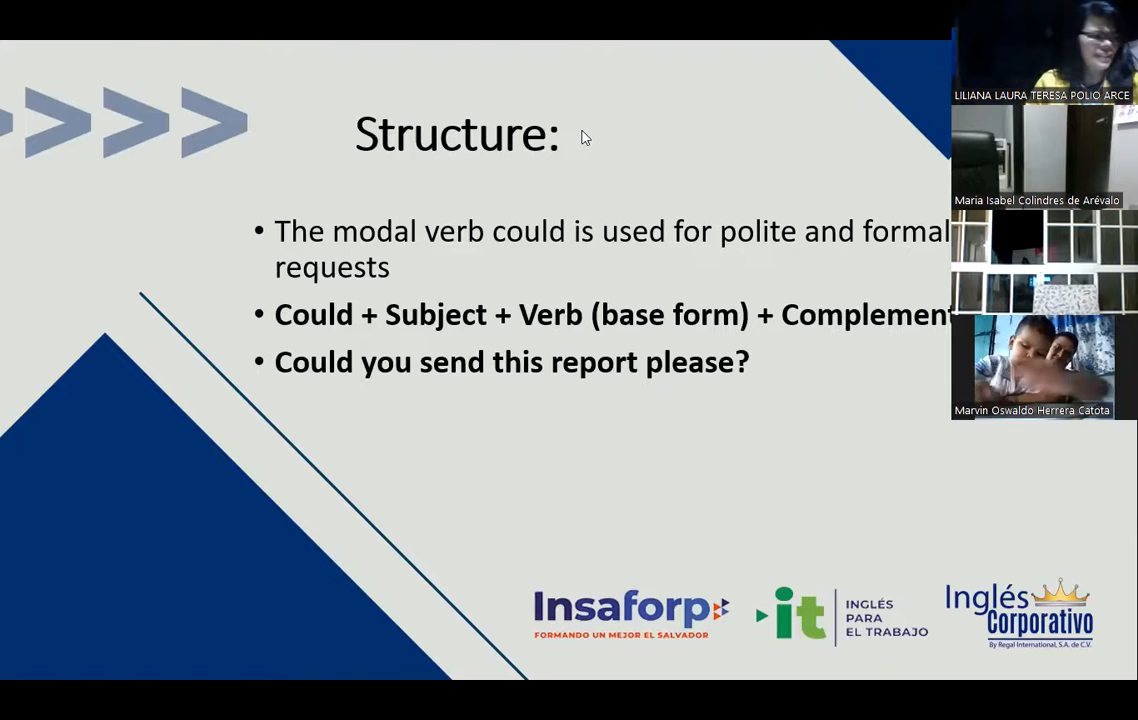 Structure:
• The modal verb could is used for polite and formal
requests
• Could + Subject + Verb (base form) + Complement
• Could you send this report please?
LILIANA LAURA TERESA POLIO ARCE
Maria Isabel Colindres de Arévalo
Marvin Oswaldo Herrera Catota
Insaforp
FORMANDO UN MEJOR EL SALVADOR
it
INGLÉS
PARA
EL TRABAJO
Inglés
Corporativo
By Regal International, S.A. de C.V.